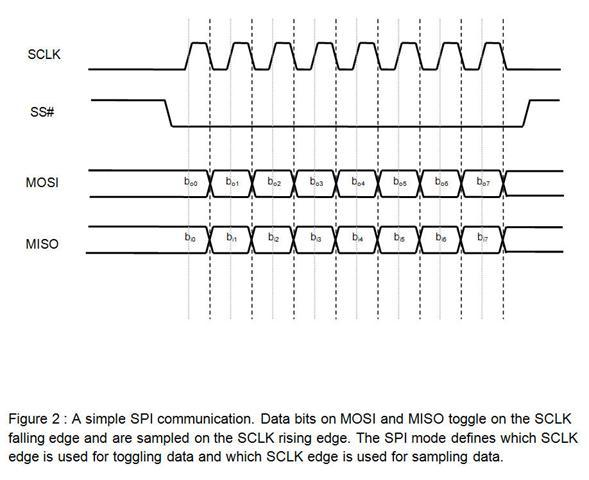 SCLK
SS#
MOSI
bo0 bo1 bo2 bo3 bo4 bo5 bo6 bo7
MISO
bi0 bi1 bi2 bi3 bi4 bi5 bi6 bi7
Figure 2 : A simple SPI communication. Data bits on MOSI and MISO toggle on the SCLK
falling edge and are sampled on the SCLK rising edge. The SPI mode defines which SCLK
edge is used for toggling data and which SCLK edge is used for sampling data.